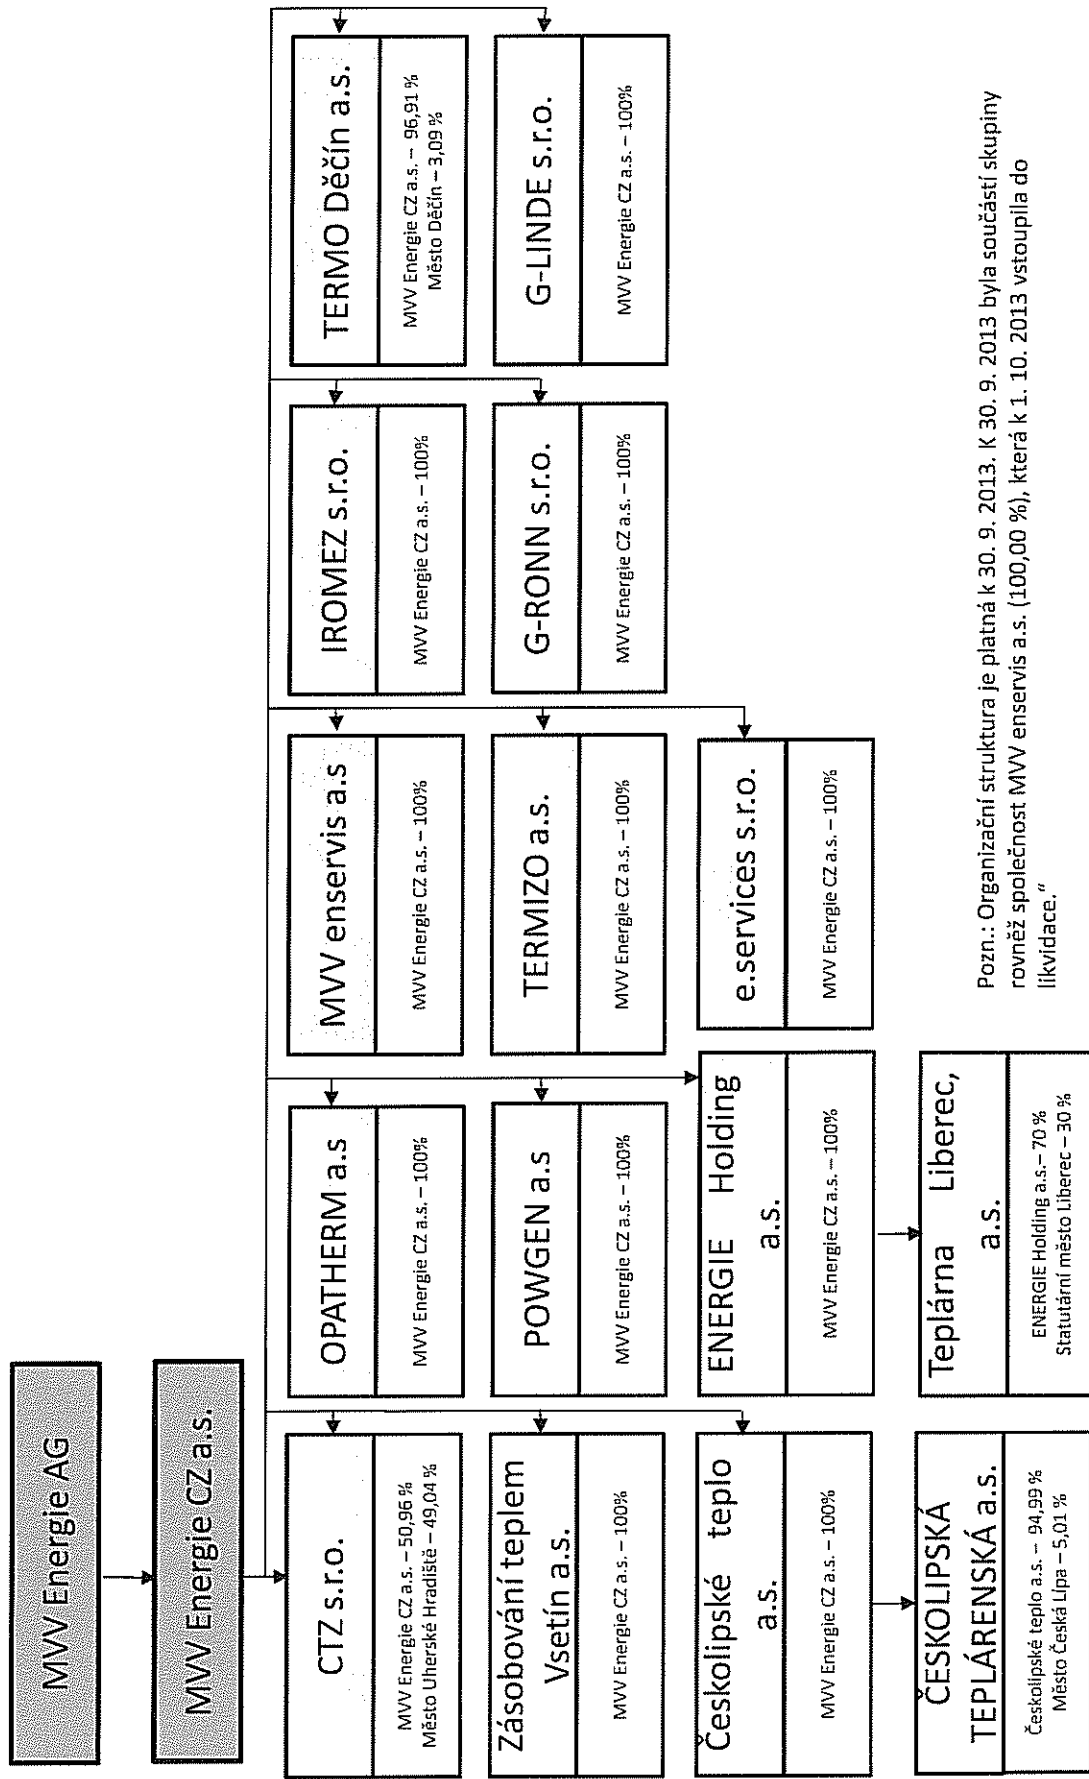 MVV Energie AG
MVV Energie CZ a.s.
CTZ s.r.o.
MVV Energie CZ a.s. – 50,96 %
Město Uherské Hradiště – 49,04 %
OPATHERM a.s
MVV Energie CZ a.s. – 100%
MVV enservis a.s
MVV Energie CZ a.s. – 100%
IROMEZ s.r.o.
MVV Energie CZ a.s. – 100%
TERMO Děčín a.s.
MVV Energie CZ a.s. – 96,91 %
Město Děčín – 3,09 %
Zásobování teplem
Vsetín a.s.
MVV Energie CZ a.s. – 100%
POWGEN a.s
MVV Energie CZ a.s. – 100%
TERMIZO a.s.
MVV Energie CZ a.s. – 100%
G-RONN s.r.o.
MVV Energie CZ a.s. – 100%
G-LINDE s.r.o.
MVV Energie CZ a.s. – 100%
Českolipské teplo
a.s.
MVV Energie CZ a.s. – 100%
ENERGIE Holding
a.s.
MVV Energie CZ a.s. – 100%
e.services s.r.o.
MVV Energie CZ a.s. – 100%
ČESKOLIPSKÁ
TEPLÁRENSKÁ a.s.
Českolipské teplo a.s. – 94,99 %
Město Česká Lípa – 5,01 %
Teplárna Liberec,
a.s.
ENERGIE Holding a.s.– 70 %
Statutární město Liberec – 30 %
Pozn.: Organizační struktura je platná k 30. 9. 2013. K 30. 9. 2013 byla součástí skupiny
rovněž společnost MVV enservis a.s. (100,00 %), která k 1. 10. 2013 vstoupila do
likvidace.“